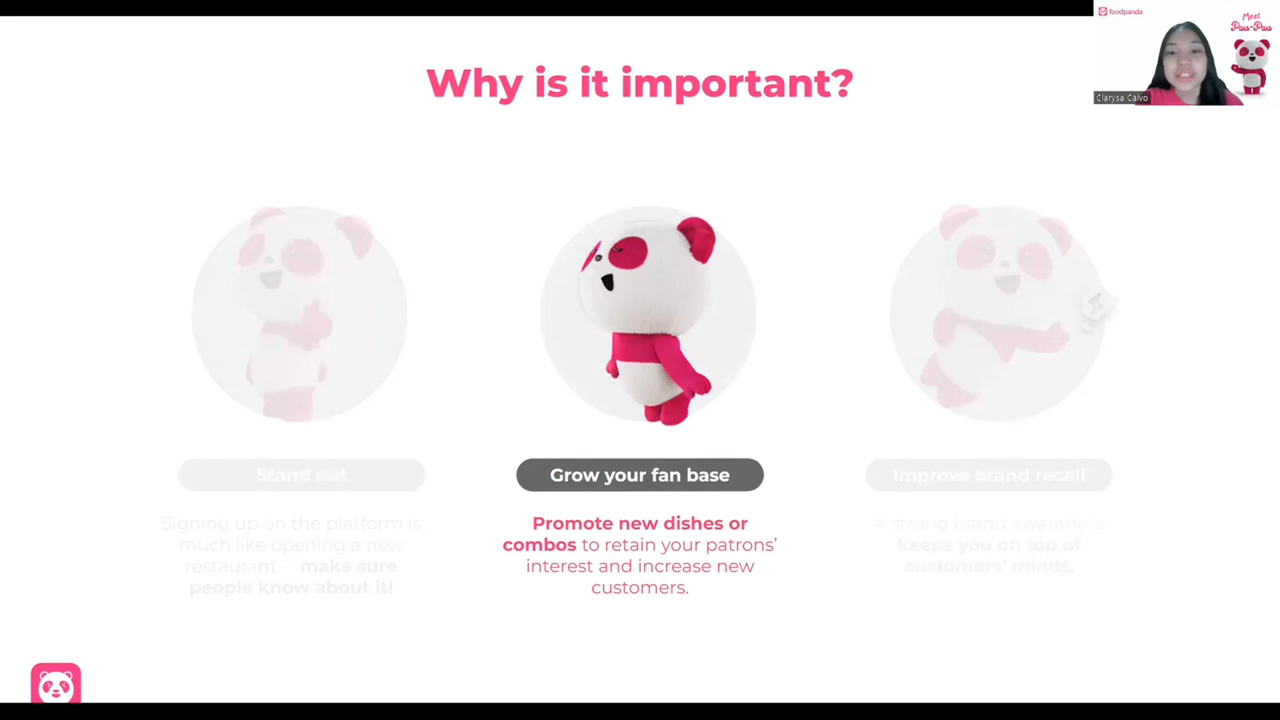 foodpanda
Meet
Pau-Pau
Clarysa Calvo
Why is it important?
Stand out
Signing up on the platform is
much like opening a new
restaurant – make sure
people know about it!
Grow your fan base
Promote new dishes or
combos to retain your patrons'
interest and increase new
customers.
Improve brand recall
A strong brand awareness
keeps you on top of
customers' minds.